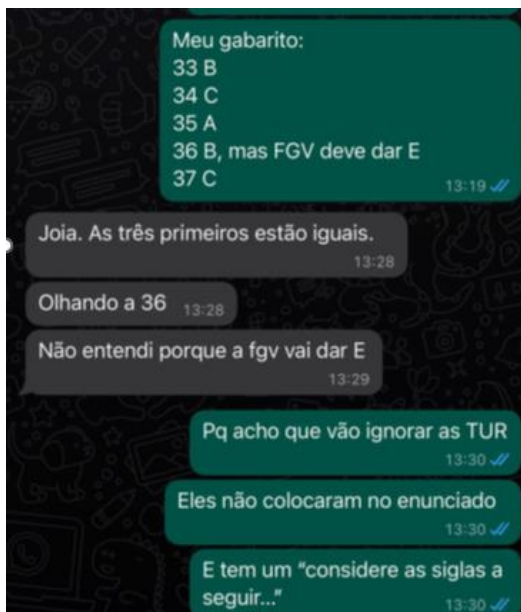 Meu gabarito:
33 B
34 C
35 A
36 B, mas FGV deve dar E
37 C
13:19
Joia. As três primeiros estão iguais.
13:28
Olhando a 36
13:28
Não entendi porque a fgv vai dar E
13:29
Pq acho que vão ignorar as TUR
13:30
Eles não colocaram no enunciado
13:30
E tem um “considere as siglas a
seguir...”
13:30